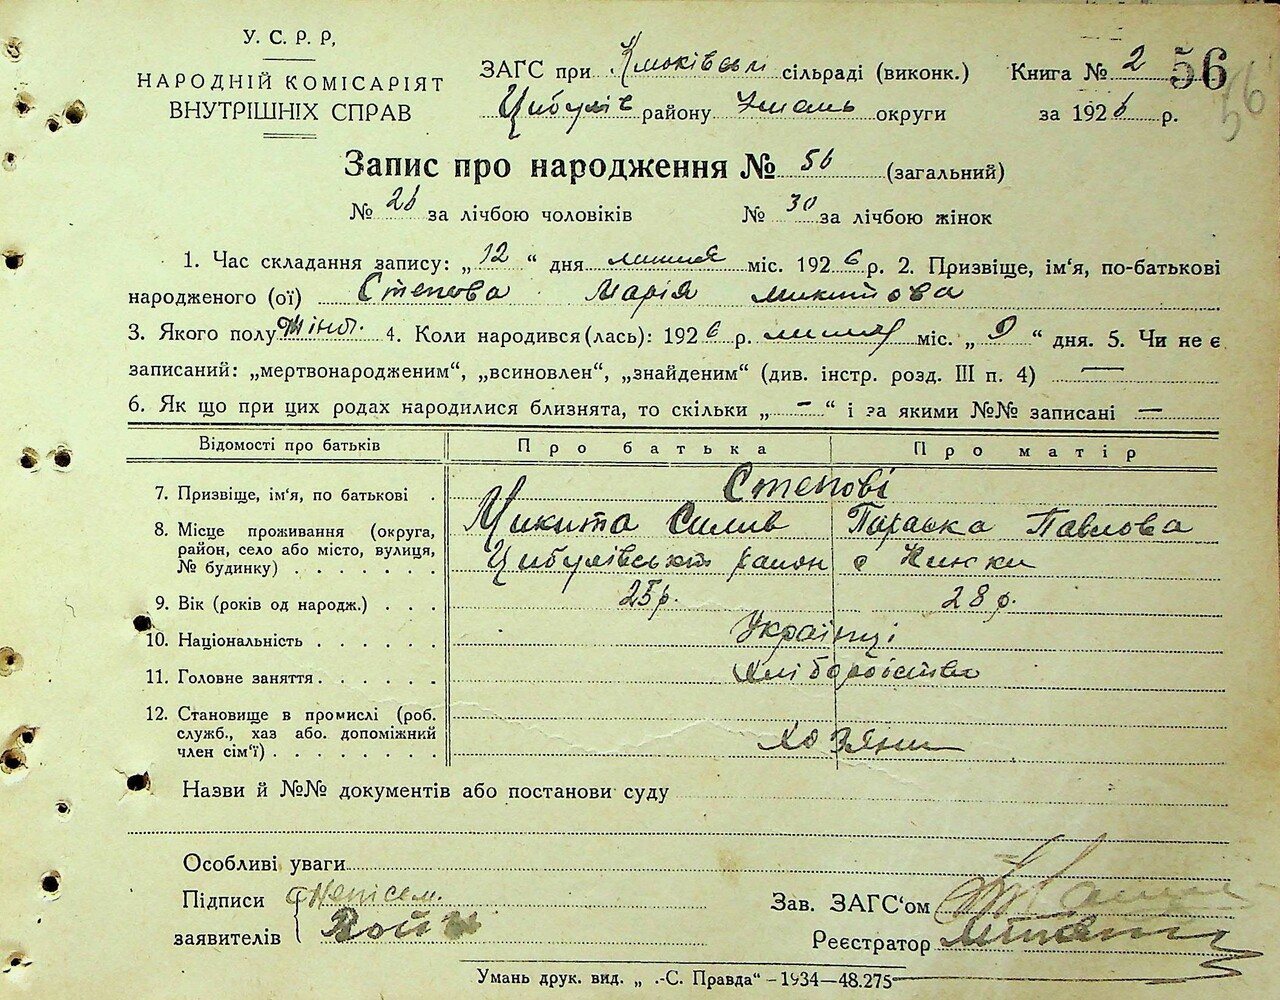 У. С. Р. Р,
НАРОДНІЙ КОМІСАРІЯТ
ВНУТРІШНІХ СПРАВ
ЗАГС при сільраді (виконк.) Книга № 2 56
56
Цибулів району Умань округи за 1926 р.
Запис про народження № 56 (загальний)
№ 26 за лічбою чоловіків № 30 за лічбою жінок
1. Час складання запису: „ 12 “ дня липня міс. 1926 р. 2. Призвіще, ім'я, по-батькові
народженого (ої) Степова Марія Микитова
3. Якого полу жіноч. 4. Коли народився(лась): 1926 р. липня міс. „ “ дня. 5. Чи не є
записаний: „мертвонародженим“, „всиновлен“, „знайденим“ (див. інстр. розд. III п. 4) —
6. Як що при цих родах народилися близнята, то скільки „ – “ і за якими №№ записані —
Відомості про батьків Про батька Про матір
7. Призвіще, ім'я, по батькові . Степові
Микита Силив Параска Павлова
8. Місце проживання (округа,
район, село або місто, вулиця,
№ будинку) . . . . . . . Цибулівський район с
9. Вік (років од народж.) . . . 25р. 28 р.
10. Національність . . . . . . Українці
11. Головне заняття . . . . . . Хліборобство
12. Становище в промислі (роб.
служб., хаз або. допоміжний
член сім'ї) . . . . . . . . Хозяни
Назви й №№ документів або постанови суду
Особливі уваги
Підписи Непісем.
заявителів
Зав. ЗАГС'ом
Реєстратор
Умань друк. вид. „ .-С. Правда“ – 1934—48.275